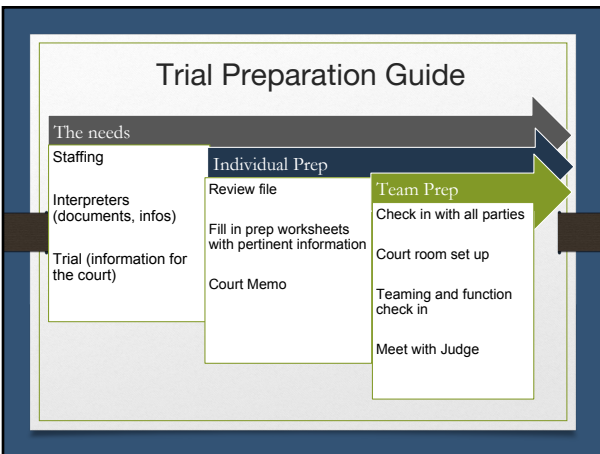 Trial Preparation Guide
The needs
Staffing
Interpreters
(documents, infos)
Trial (information for
the court)
Individual Prep
Review file
Fill in prep worksheets
with pertinent information
Court Memo
Team Prep
Check in with all parties
Court room set up
Teaming and function
check in
Meet with Judge